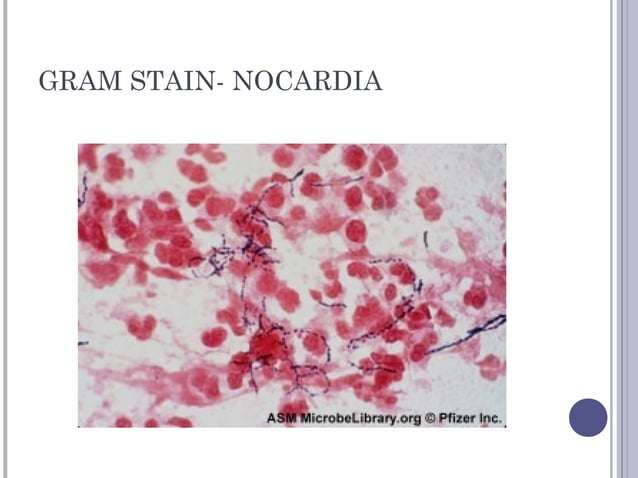 GRAM STAIN- NOCARDIA
ASM MicrobeLibrary.org © Pfizer Inc.